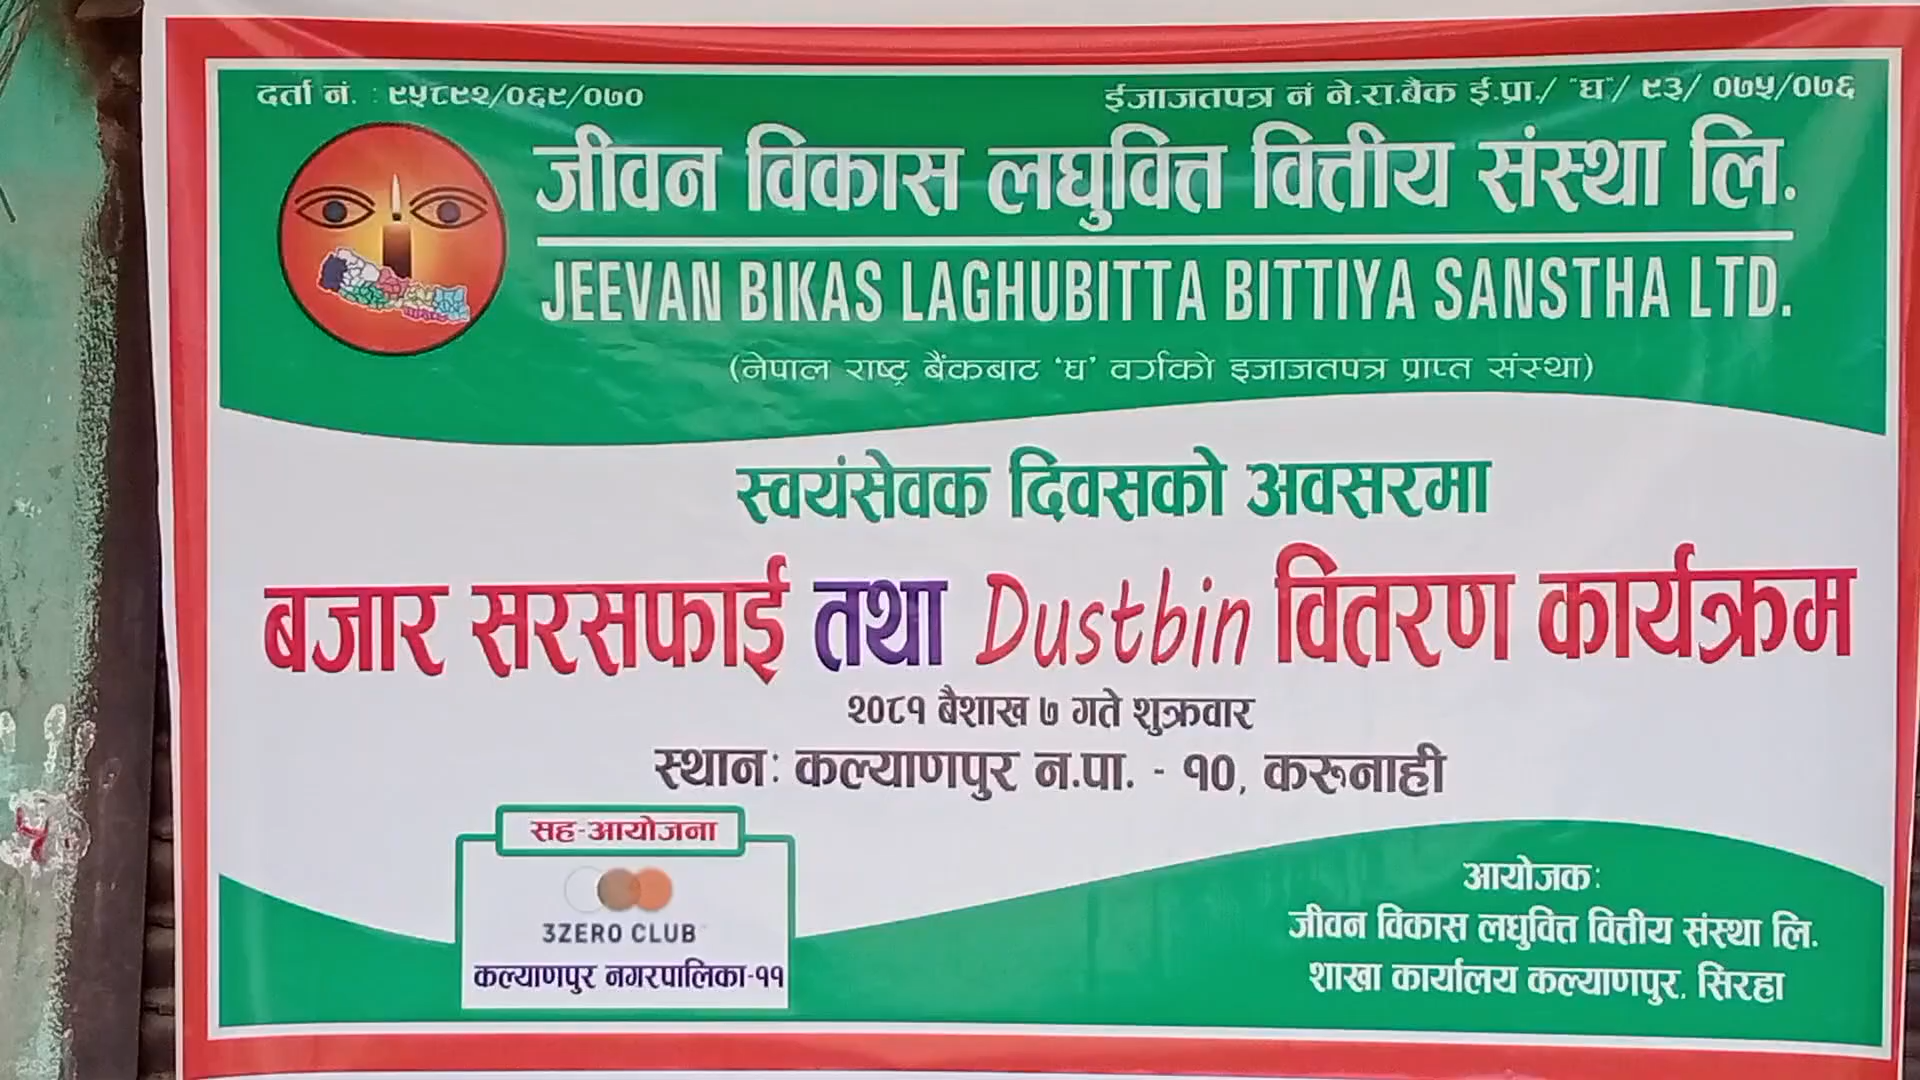 दर्ता नं. : ९५८९२/०६९/०७०
ईजाजतपत्र नं ने.रा.बैंक ई.प्रा./ "घ"/ ९३/ ०७५/०७६
जीवन विकास लघुवित्त वित्तीय संस्था लि.
JEEVAN BIKAS LAGHUBITTA BITTIYA SANSTHA LTD.
(नेपाल राष्ट्र बैंकबाट 'घ' वर्गको इजाजतपत्र प्राप्त संस्था)
स्वयंसेवक दिवसको अवसरमा
बजार सरसफाई तथा Dustbin वितरण कार्यक्रम
२०८१ बैशाख ७ गते शुक्रवार
स्थान: कल्याणपुर न.पा. - १०, करुनाही
सह-आयोजना
3ZERO CLUB
कल्याणपुर नगरपालिका-११
आयोजक:
जीवन विकास लघुवित्त वित्तीय संस्था लि.
शाखा कार्यालय कल्याणपुर, सिरहा
५